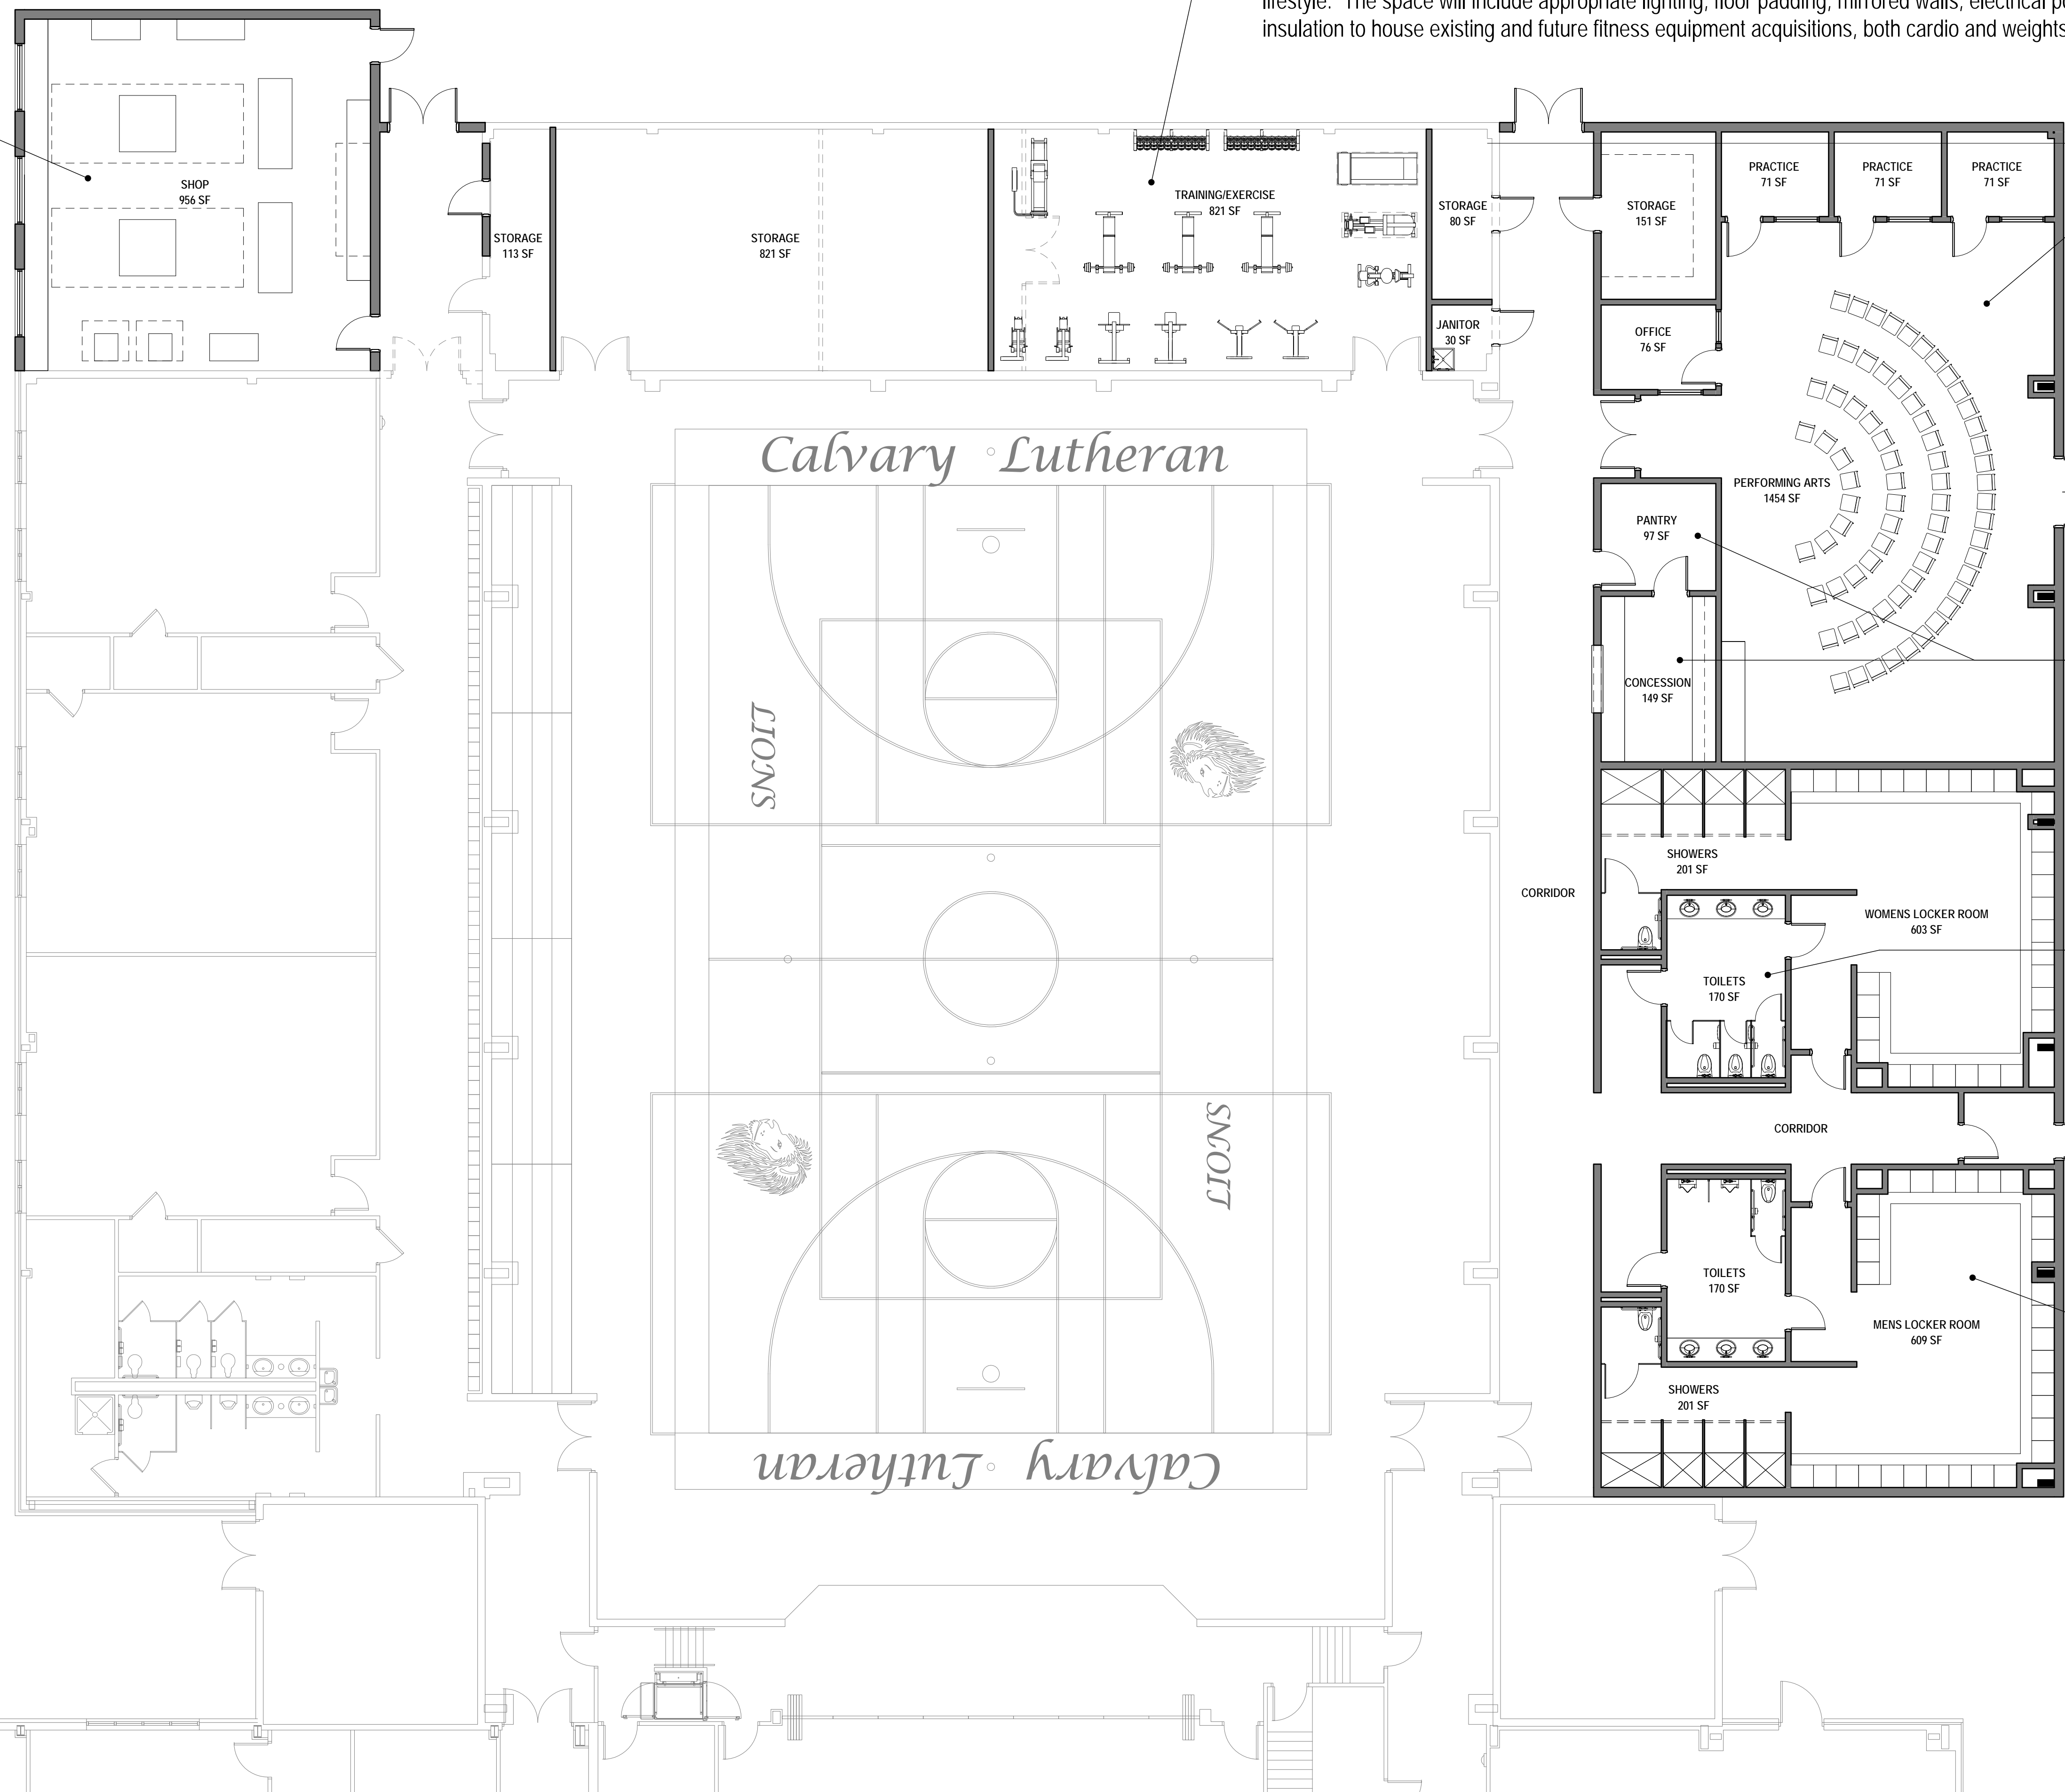 lifestyle. The space will include appropriate lighting, floor padding, mirrored walls, electrical
insulation to house existing and future fitness equipment acquisitions, both cardio and weights
SHOP
956 SF
STORAGE
113 SF
STORAGE
821 SF
TRAINING/EXERCISE
821 SF
STORAGE
80 SF
JANITOR
30 SF
STORAGE
151 SF
PRACTICE
71 SF
PRACTICE
71 SF
PRACTICE
71 SF
OFFICE
76 SF
Calvary Lutheran
PERFORMING ARTS
1454 SF
PANTRY
97 SF
CONCESSION
149 SF
LIONS
SHOWERS
201 SF
CORRIDOR
WOMENS LOCKER ROOM
603 SF
TOILETS
170 SF
CORRIDOR
LIONS
TOILETS
170 SF
MENS LOCKER ROOM
609 SF
SHOWERS
201 SF
Calvary Lutheran